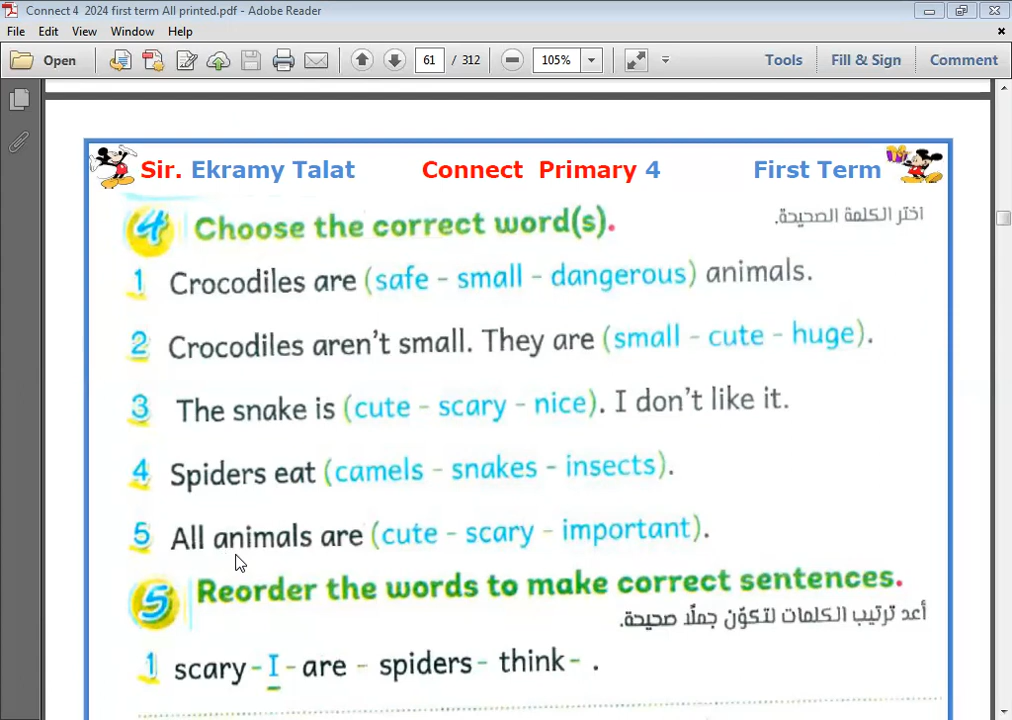 Connect 4 2024 first term All printed.pdf - Adobe Reader
File Edit View Window Help
Open 61 / 312 105% Tools Fill & Sign Comment
Sir. Ekramy Talat Connect Primary 4 First Term
4 Choose the correct word(s). اختر الكلمة الصحيحة.
1 Crocodiles are (safe - small - dangerous) animals.
2 Crocodiles aren't small. They are (small - cute - huge).
3 The snake is (cute - scary - nice). I don't like it.
4 Spiders eat (camels - snakes - insects).
5 All animals are (cute - scary - important).
5 Reorder the words to make correct sentences.
أعد ترتيب الكلمات لتكوّن جملًا صحيحة.
1 scary - I - are - spiders - think - .